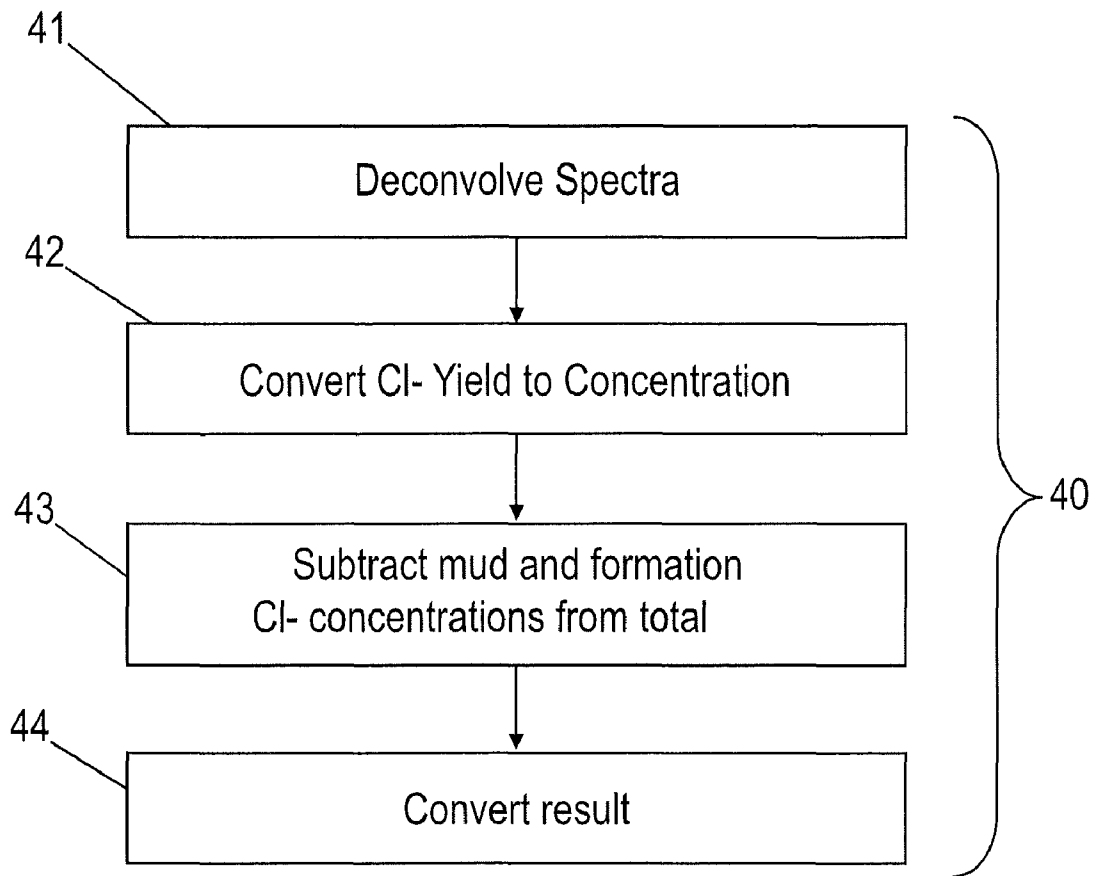 41
Deconvolve Spectra
42
Convert Cl- Yield to Concentration
43
Subtract mud and formation
Cl- concentrations from total
40
44
Convert result